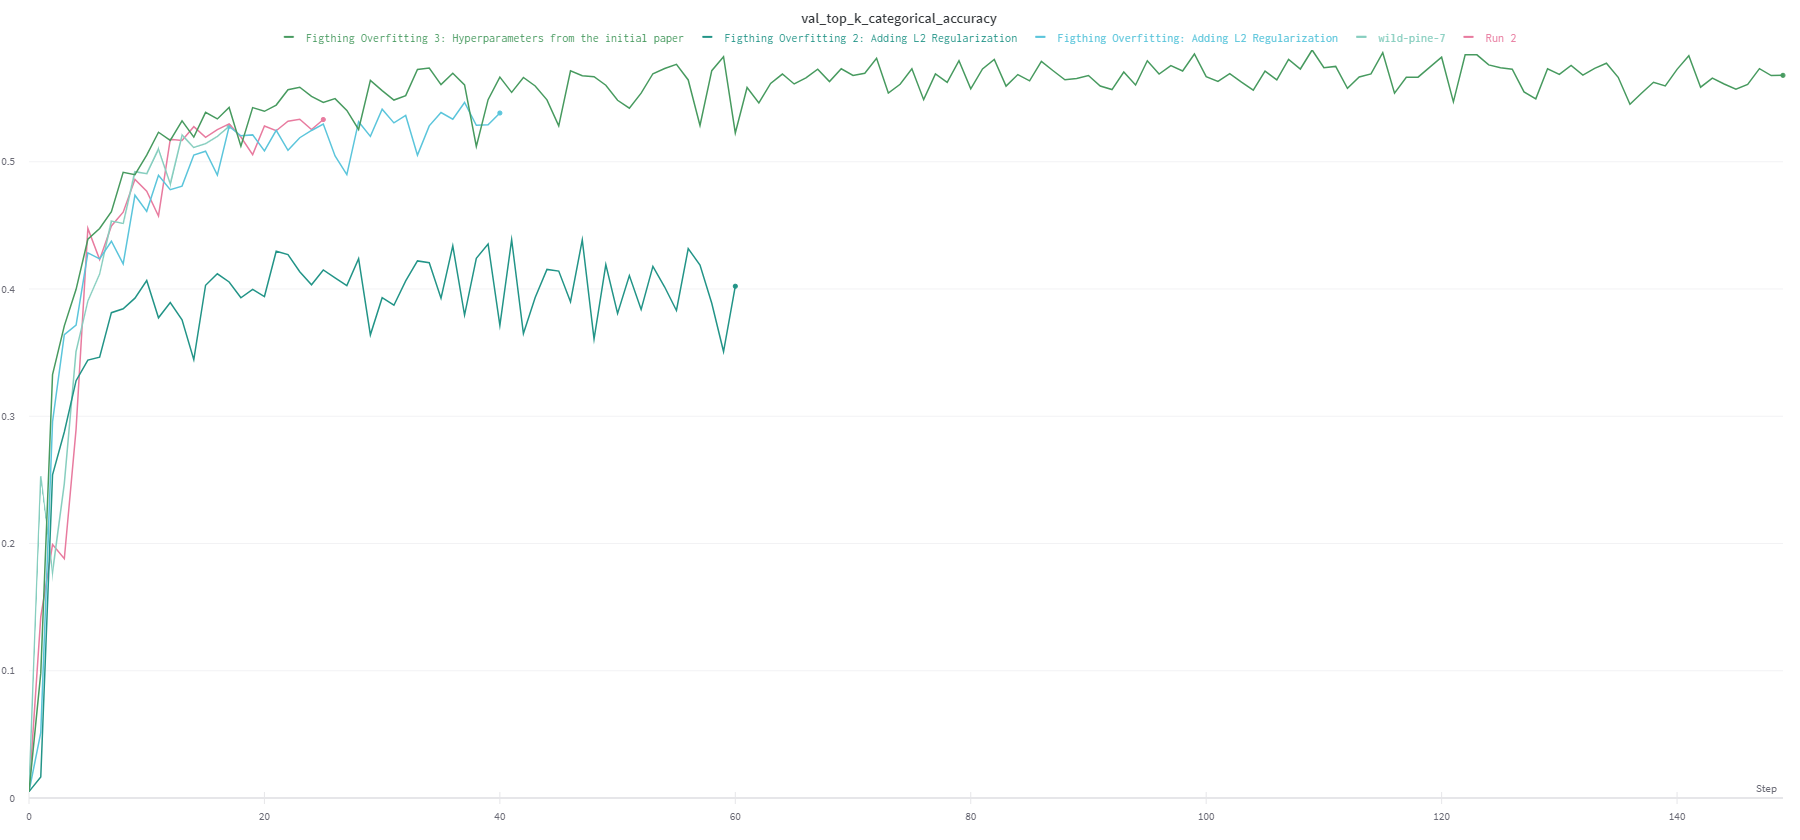 val_top_k_categorical_accuracy
Figthing Overfitting 3: Hyperparameters from the initial paper Figthing Overfitting 2: Adding L2 Regularization Figthing Overfitting: Adding L2 Regularization wild-pine-7 Run 2
0.5
0.4
0.3
0.2
0.1
0
Step
0 20 40 60 80 100 120 140